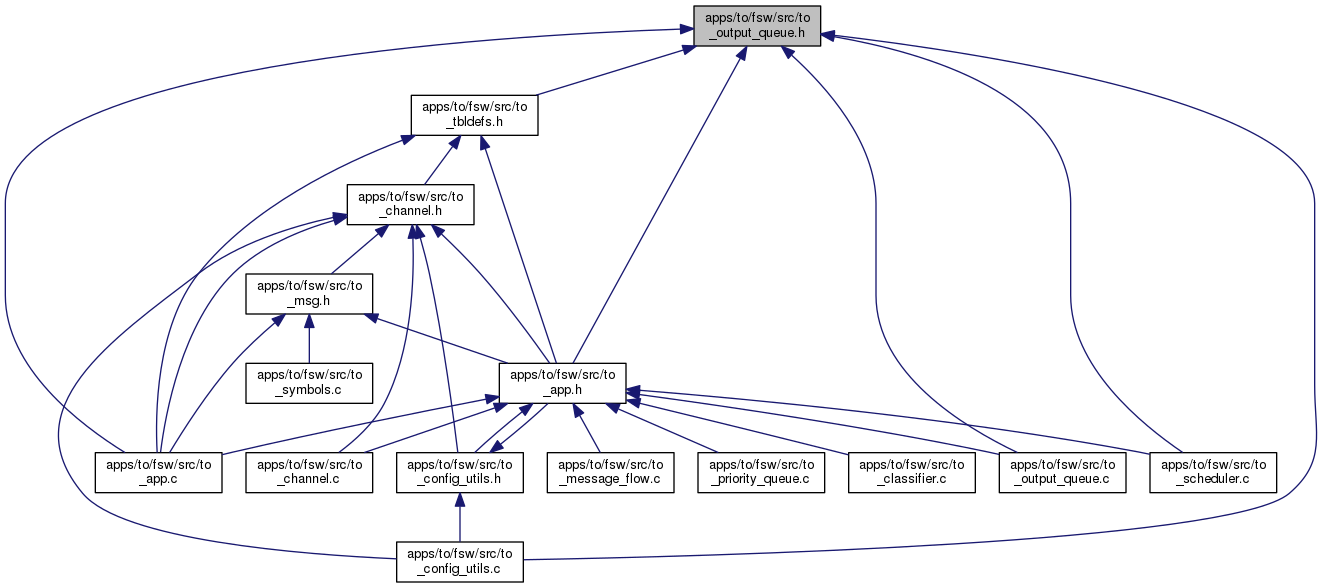 apps/to/fsw/src/to
_output_queue.h
apps/to/fsw/src/to
_tbldefs.h
apps/to/fsw/src/to
_channel.h
apps/to/fsw/src/to
_msg.h
apps/to/fsw/src/to
_symbols.c
apps/to/fsw/src/to
_app.h
apps/to/fsw/src/to
_app.c
apps/to/fsw/src/to
_channel.c
apps/to/fsw/src/to
_config_utils.h
apps/to/fsw/src/to
_message_flow.c
apps/to/fsw/src/to
_priority_queue.c
apps/to/fsw/src/to
_classifier.c
apps/to/fsw/src/to
_output_queue.c
apps/to/fsw/src/to
_scheduler.c
apps/to/fsw/src/to
_config_utils.c